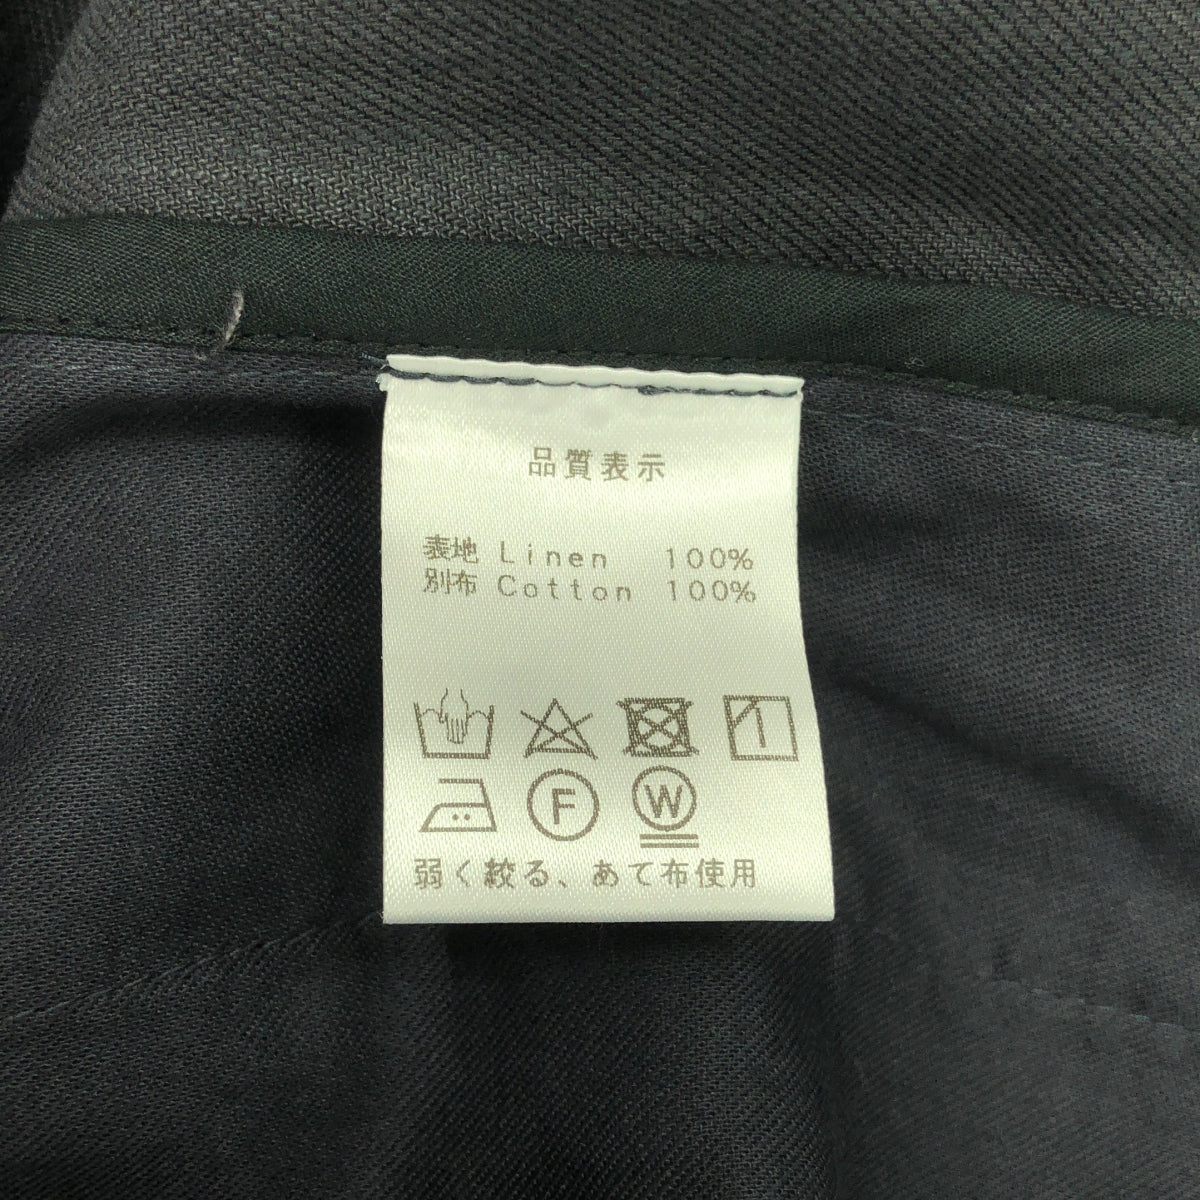 品質表示
表地 Linen 100%
別布 Cotton 100%
F W
弱く絞る、あて布使用